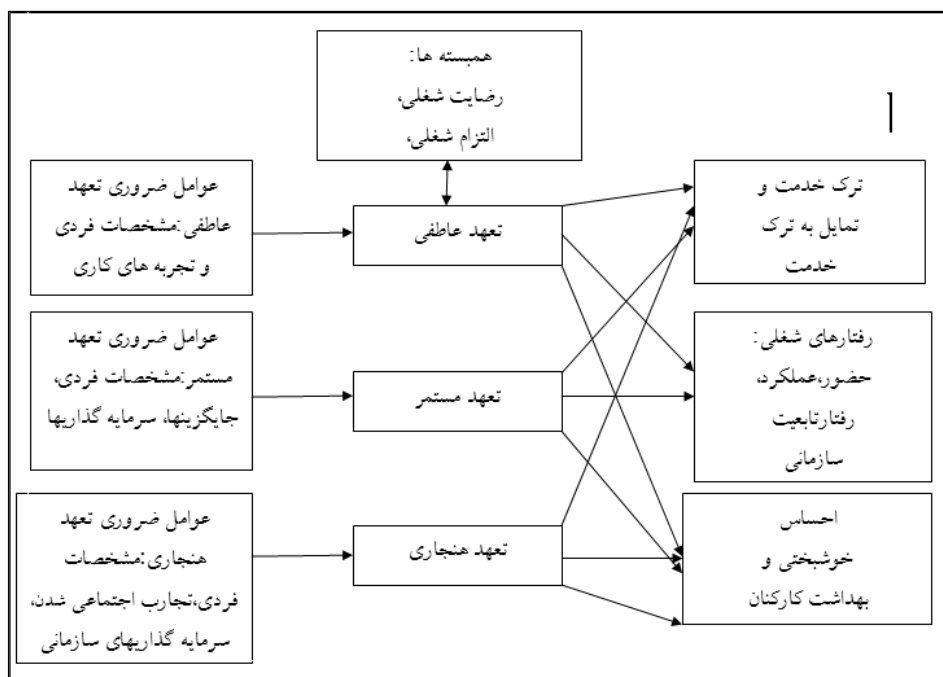 همبسته ها:
رضایت شغلی،
التزام شغلی،
عوامل ضروری تعهد
عاطفی:مشخصات فردی
و تجربه های کاری
تعهد عاطفی
ترک خدمت و
تمایل به ترک
خدمت
عوامل ضروری تعهد
مستمر:مشخصات فردی،
جایگزینها، سرمایه گذاریها
تعهد مستمر
رفتارهای شغلی:
حضور،عملکرد،
رفتارتابعیت
سازمانی
عوامل ضروری تعهد
هنجاری:مشخصات
فردی،تجارب اجتماعی شدن،
سرمایه گذاریهای سازمانی
تعهد هنجاری
احساس
خوشبختی و
بهداشت کارکنان